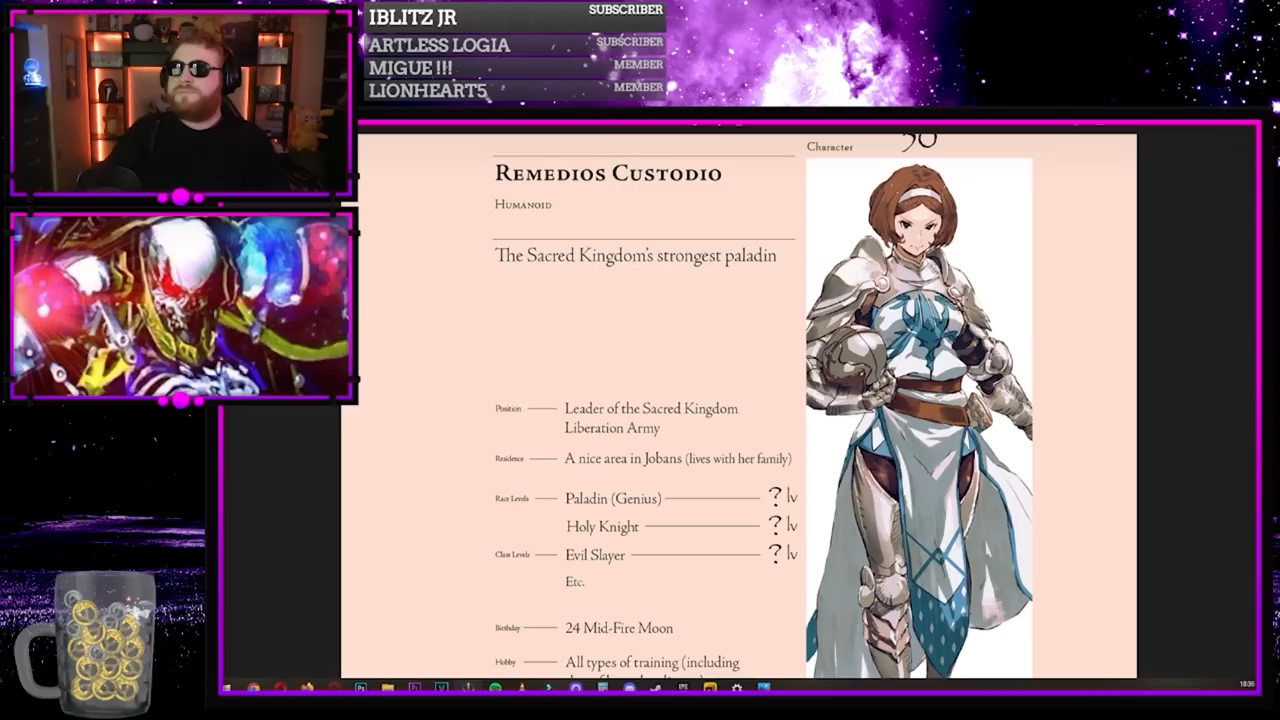 IBLITZ JR SUBSCRIBER
ARTLESS LOGIA SUBSCRIBER
MIGUE !!! MEMBER
LIONHEART5 MEMBER
Character
REMEDIOS CUSTODIO
HUMANOID
The Sacred Kingdom's strongest paladin
Position Leader of the Sacred Kingdom
Liberation Army
Residence A nice area in Jobans (lives with her family)
Race Levels Paladin (Genius) ? lv
Holy Knight ? lv
Class Levels Evil Slayer ? lv
Etc.
Birthday 24 Mid-Fire Moon
Hobby All types of training (including
18:36